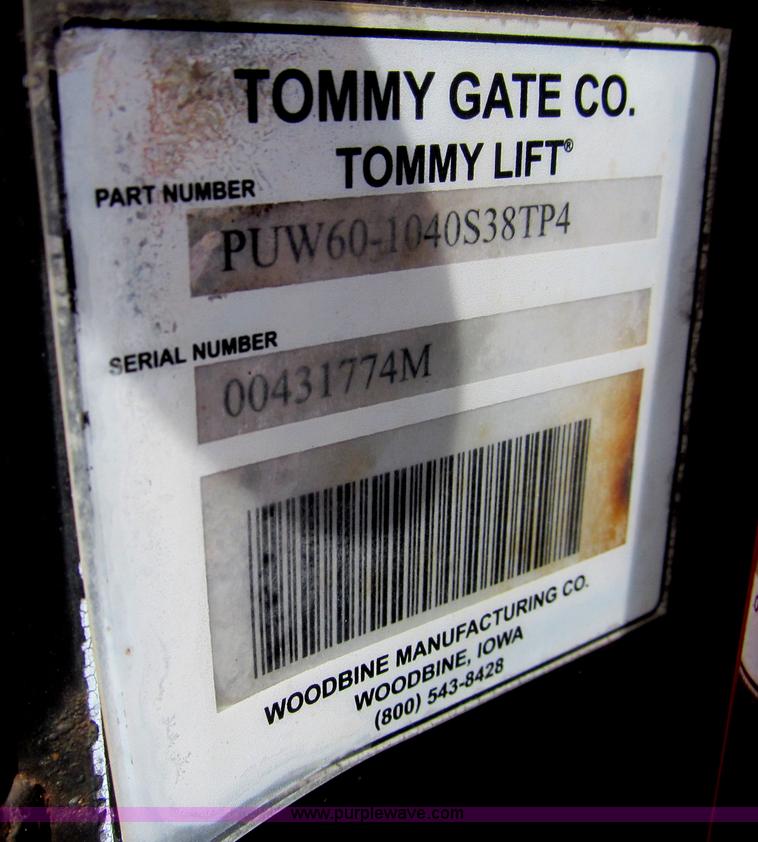 TOMMY GATE CO.
TOMMY LIFT®
PART NUMBER
PUW60-1040S38TP4
SERIAL NUMBER
00431774M
WOODBINE MANUFACTURING CO.
WOODBINE, IOWA
(800) 543-8428
www.purplewave.com